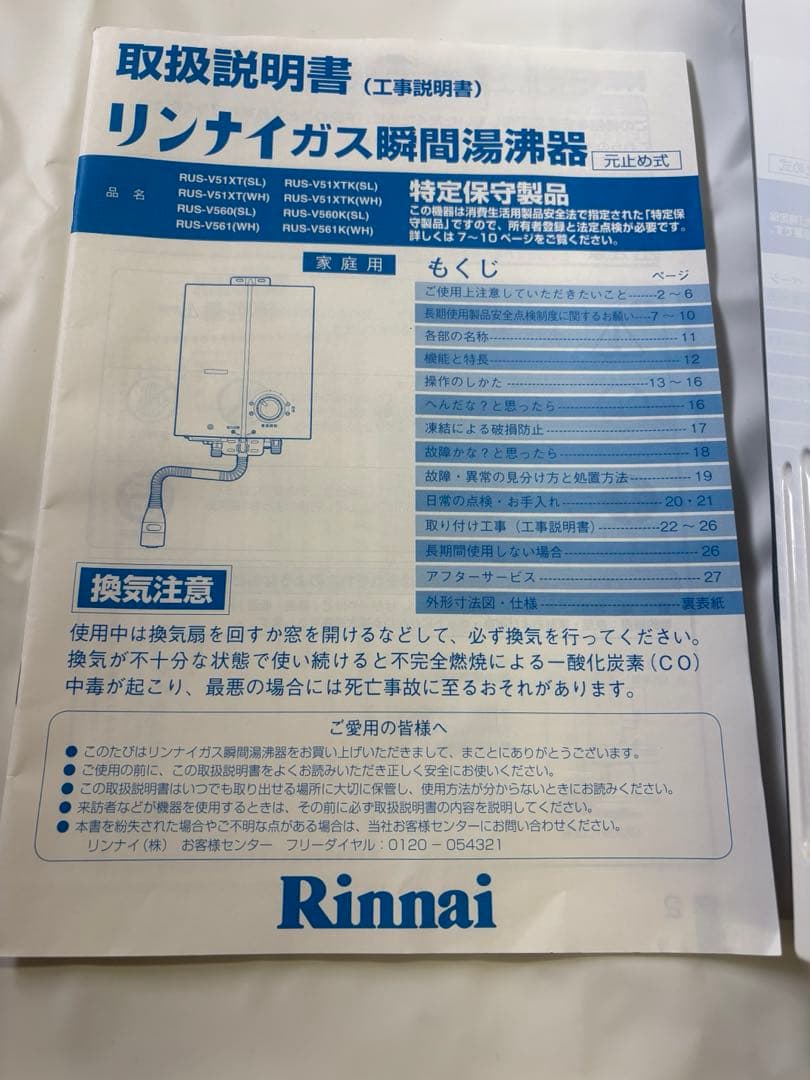 取扱説明書(工事説明書)
リンナイガス瞬間湯沸器 元止め式
品名
RUS-V51XT(SL) RUS-V51XTK(SL)
RUS-V51XT(WH) RUS-V51XTK(WH)
RUS-V560(SL) RUS-V560K(SL)
RUS-V561(WH) RUS-V561K(WH)
特定保守製品
この機器は消費生活用製品安全法で指定された「特定保
守製品」ですので、所有者登録と法定点検が必要です。
詳しくは7～10ページをご覧ください。
家庭用
もくじ
ページ
ご使用上注意していただきたいこと------2～6
長期使用製品安全点検制度に関するお願い----7～10
各部の名称------11
機能と特長------12
操作のしかた------13～16
へんだな?と思ったら------16
凍結による破損防止------17
故障かな?と思ったら------18
故障・異常の見分け方と処置方法------19
日常の点検・お手入れ------20・21
取り付け工事(工事説明書)------22～26
長期間使用しない場合------26
アフターサービス------27
外形寸法図・仕様------裏表紙
換気注意
使用中は換気扇を回すか窓を開けるなどして、必ず換気を行ってください。
換気が不十分な状態で使い続けると不完全燃焼による一酸化炭素(CO)
中毒が起こり、最悪の場合には死亡事故に至るおそれがあります。
ご愛用の皆様へ
● このたびはリンナイガス瞬間湯沸器をお買い上げいただきまして、まことにありがとうございます。
● ご使用の前に、この取扱説明書をよくお読みいただき正しく安全にお使いください。
● この取扱説明書はいつでも取り出せる場所に大切に保管し、使用方法が分からないときにお読みください。
● 来訪者などが機器を使用するときは、その前に必ず取扱説明書の内容を説明してください。
● 本書を紛失された場合やご不明な点がある場合は、当社お客様センターにお問い合わせください。
リンナイ(株) お客様センター フリーダイヤル:0120-054321
Rinnai